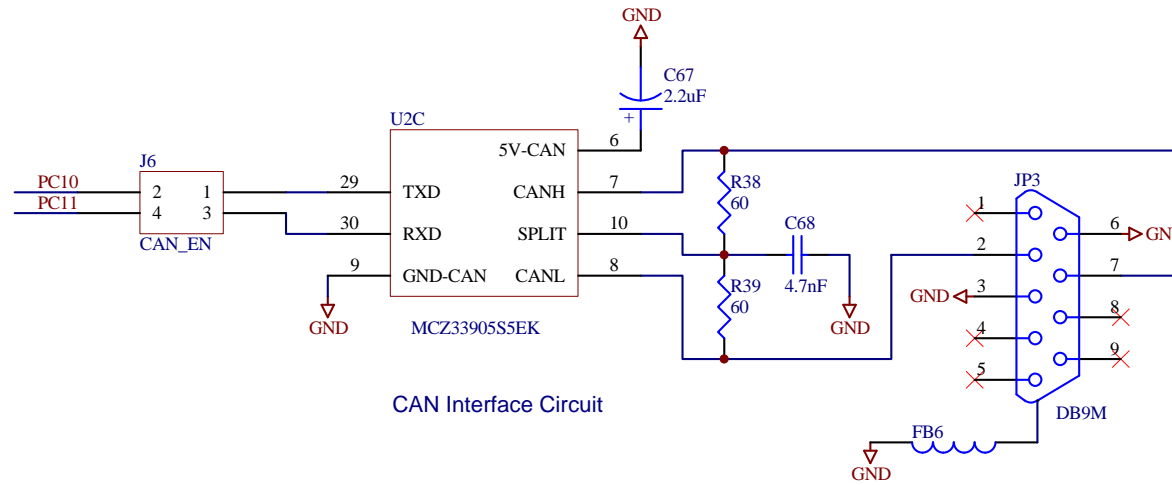 GND
C67
2.2uF
+
U2C
J6
5V-CAN 6
JP3
PC10 2 1 29 TXD CANH 7
R38
60
1
PC11 4 3 30 RXD SPLIT 10
C68
4.7nF
6 GN
CAN_EN
2
9 GND-CAN CANL 8
R39
60
7
GND 3
GND
MCZ33905S5EK
GND
8
4
9
5
CAN Interface Circuit
DB9M
FB6
GND